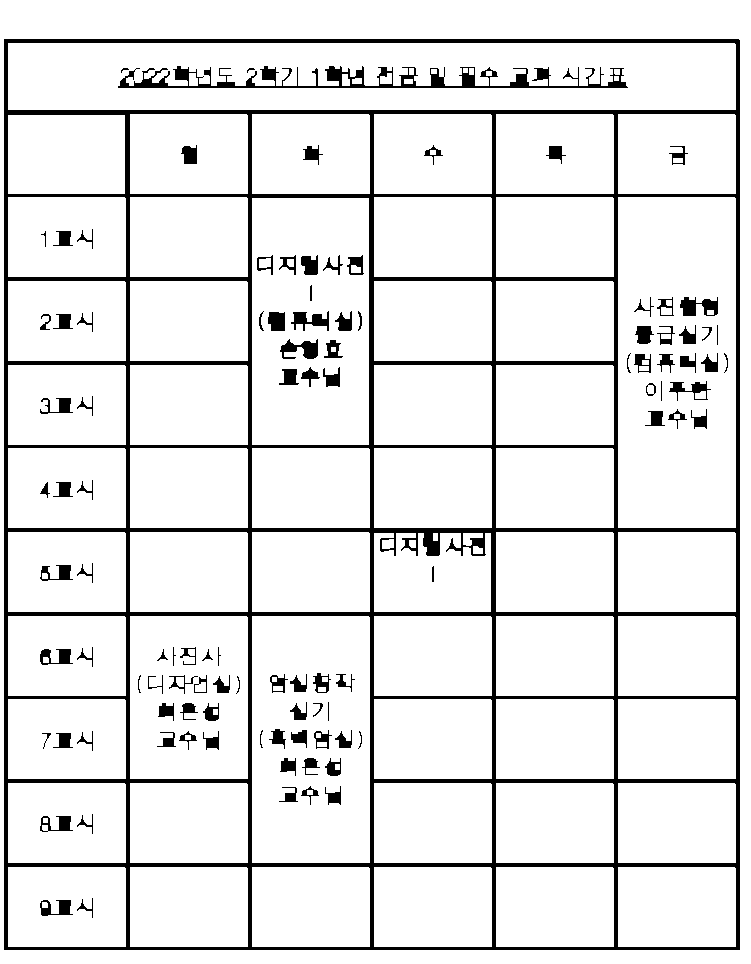 2022학년도 2학기 1학년 전공 및 필수 교과 시간표
월 화 수 목 금
1교시
디지털사진
I
(컴퓨터실)
손영호
교수님
2교시
사진촬영
중급실기
(컴퓨터실)
이주한
교수님
3교시
4교시
5교시
디지털사진
I
6교시
사진사
(디자인실)
최은성
교수님
암실창작
실기
(흑백암실)
최은성
교수님
7교시
8교시
9교시